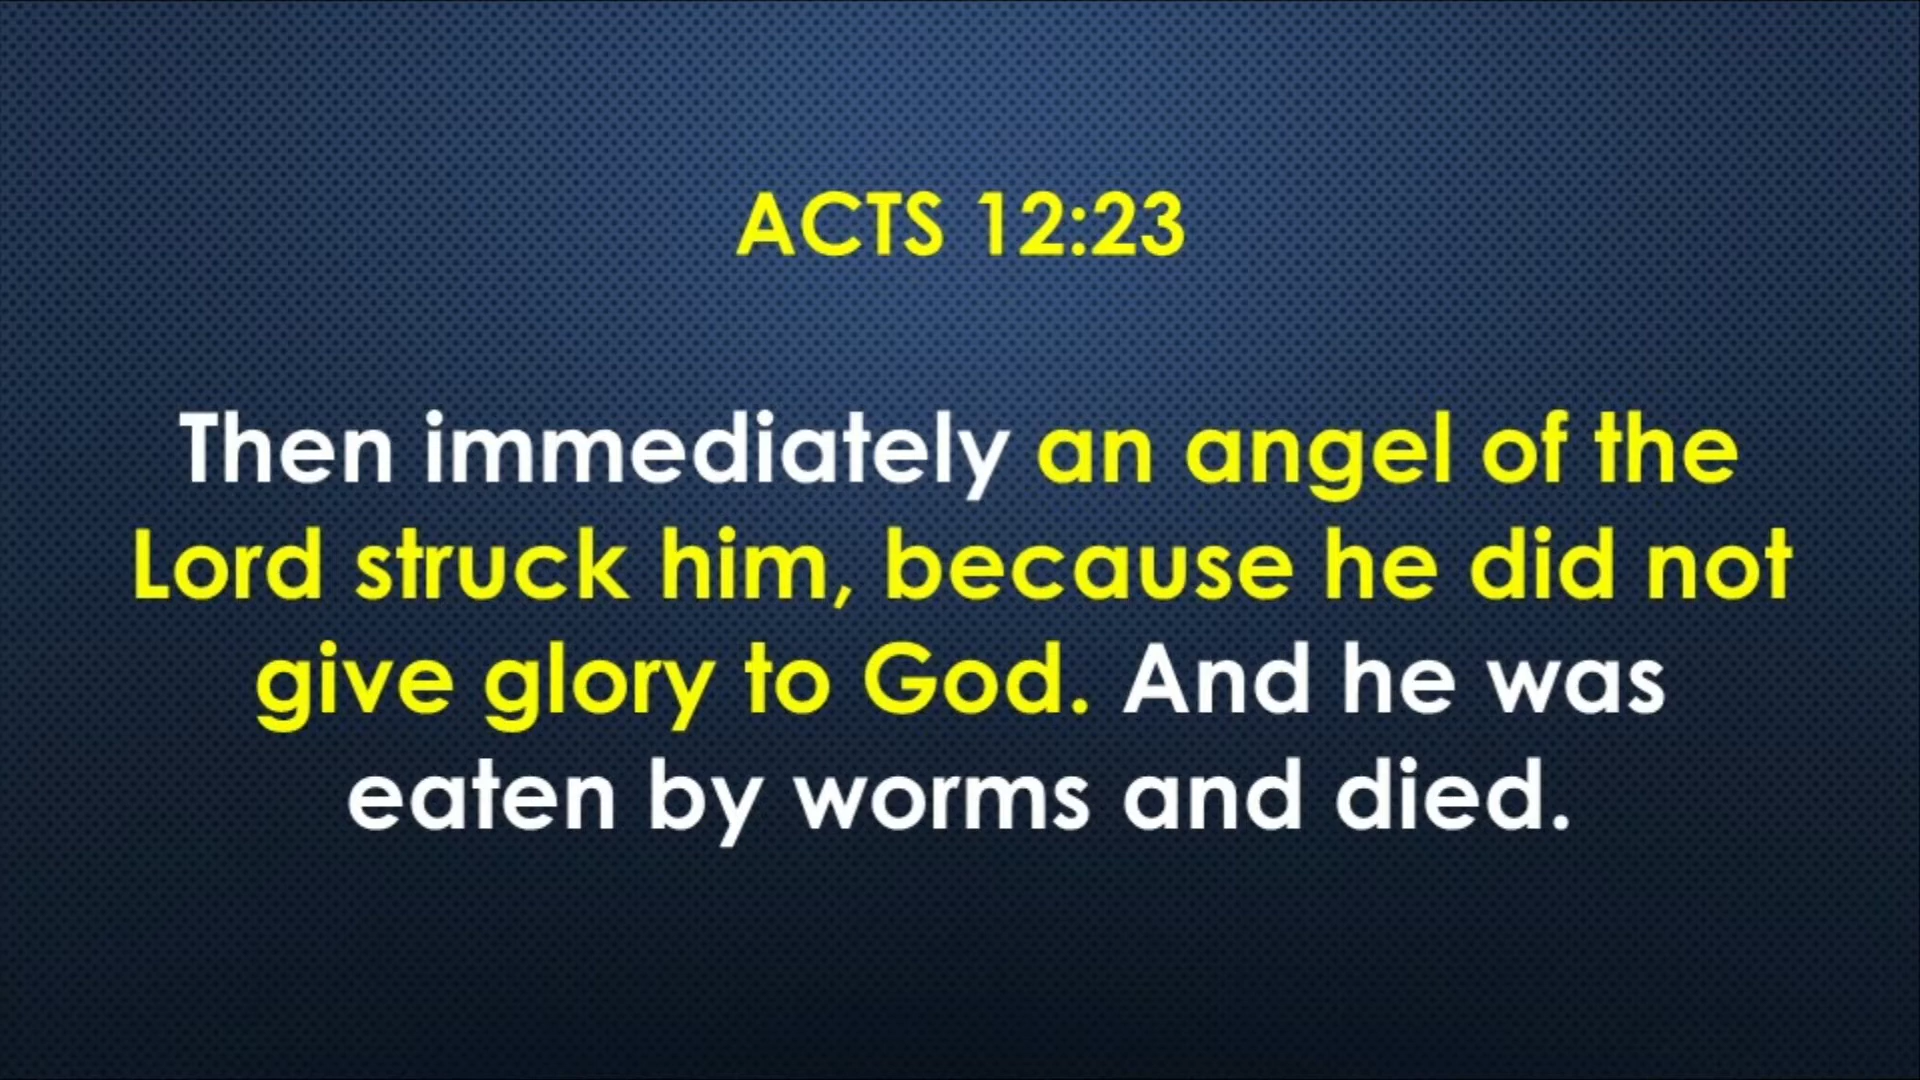 ACTS 12:23
Then immediately an angel of the
Lord struck him, because he did not
give glory to God. And he was
eaten by worms and died.